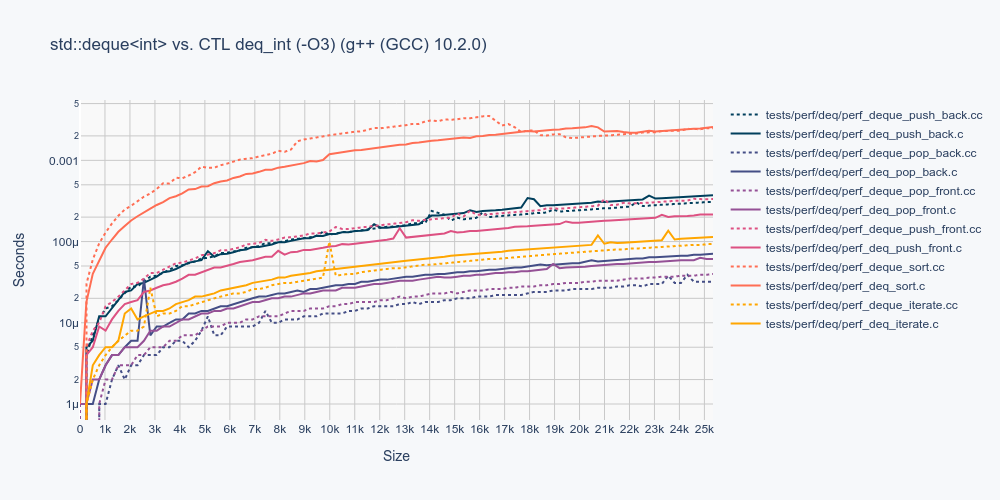 std::deque<int> vs. CTL deq_int (-O3) (g++ (GCC) 10.2.0)
Seconds
5
2
0.001
5
2
100μ
5
2
10μ
5
2
1μ
0 1k 2k 3k 4k 5k 6k 7k 8k 9k 10k 11k 12k 13k 14k 15k 16k 17k 18k 19k 20k 21k 22k 23k 24k 25k
Size
tests/perf/deq/perf_deque_push_back.cc
tests/perf/deq/perf_deq_push_back.c
tests/perf/deq/perf_deque_pop_back.cc
tests/perf/deq/perf_deq_pop_back.c
tests/perf/deq/perf_deque_pop_front.cc
tests/perf/deq/perf_deq_pop_front.c
tests/perf/deq/perf_deque_push_front.cc
tests/perf/deq/perf_deq_push_front.c
tests/perf/deq/perf_deque_sort.cc
tests/perf/deq/perf_deq_sort.c
tests/perf/deq/perf_deque_iterate.cc
tests/perf/deq/perf_deq_iterate.c